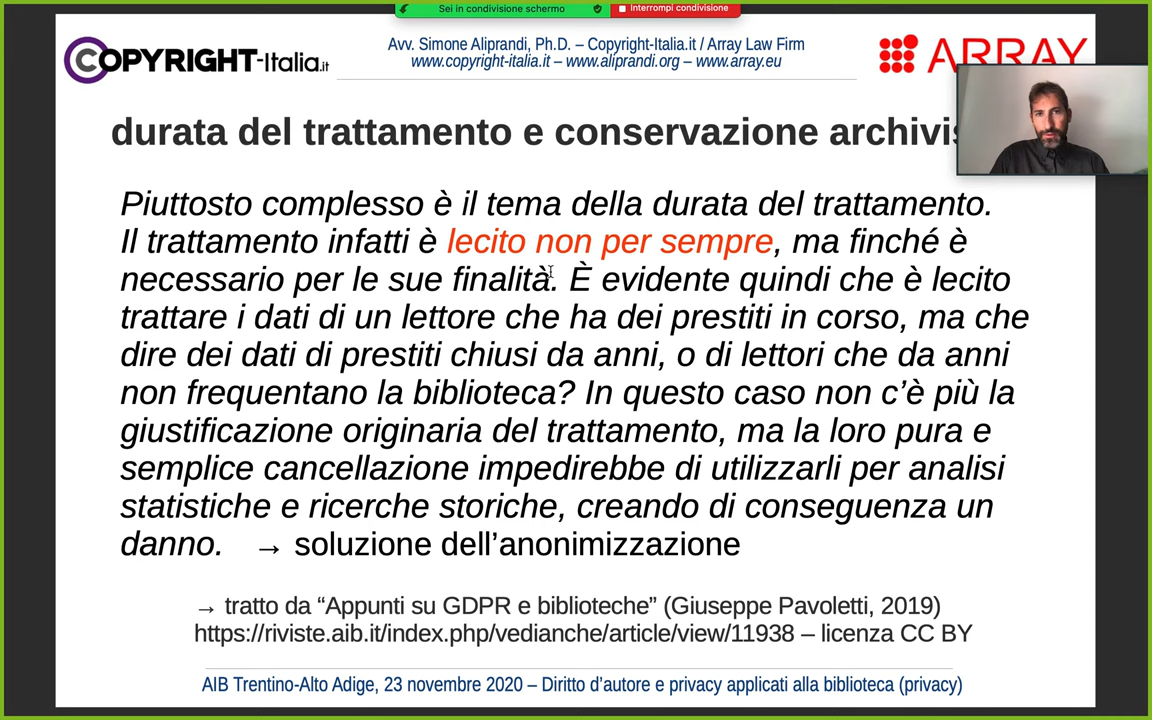 Sei in condivisione schermo
Interrompi condivisione
COPYRIGHT-Italia.it
Avv. Simone Aliprandi, Ph.D. – Copyright-Italia.it / Array Law Firm
www.copyright-italia.it – www.aliprandi.org – www.array.eu
ARRAY
durata del trattamento e conservazione
Piuttosto complesso è il tema della durata del trattamento.
Il trattamento infatti è lecito non per sempre, ma finché è
necessario per le sue finalità. È evidente quindi che è lecito
trattare i dati di un lettore che ha dei prestiti in corso, ma che
dire dei dati di prestiti chiusi da anni, o di lettori che da anni
non frequentano la biblioteca? In questo caso non c’è più la
giustificazione originaria del trattamento, ma la loro pura e
semplice cancellazione impedirebbe di utilizzarli per analisi
statistiche e ricerche storiche, creando di conseguenza un
danno. → soluzione dell’anonimizzazione
→ tratto da “Appunti su GDPR e biblioteche” (Giuseppe Pavoletti, 2019)
https://riviste.aib.it/index.php/vedianche/article/view/11938 – licenza CC BY
AIB Trentino-Alto Adige, 23 novembre 2020 – Diritto d’autore e privacy applicati alla biblioteca (privacy)